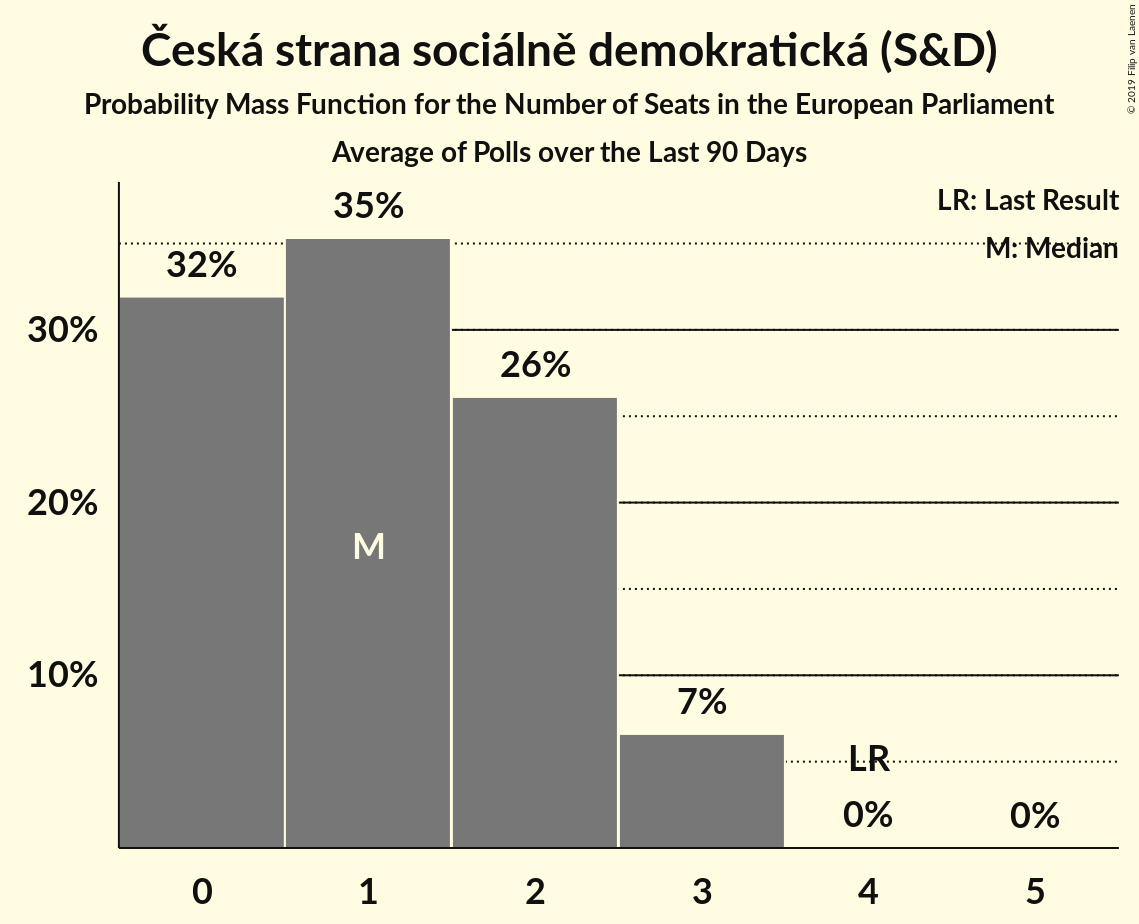 Česká strana sociálně demokratická (S&D)
Probability Mass Function for the Number of Seats in the European Parliament
Average of Polls over the Last 90 Days
© 2019 Filip van Laenen
LR: Last Result
M: Median
35%
32%
30%
26%
20%
M
10%
7%
LR
0%
0%
0
1
2
3
4
5